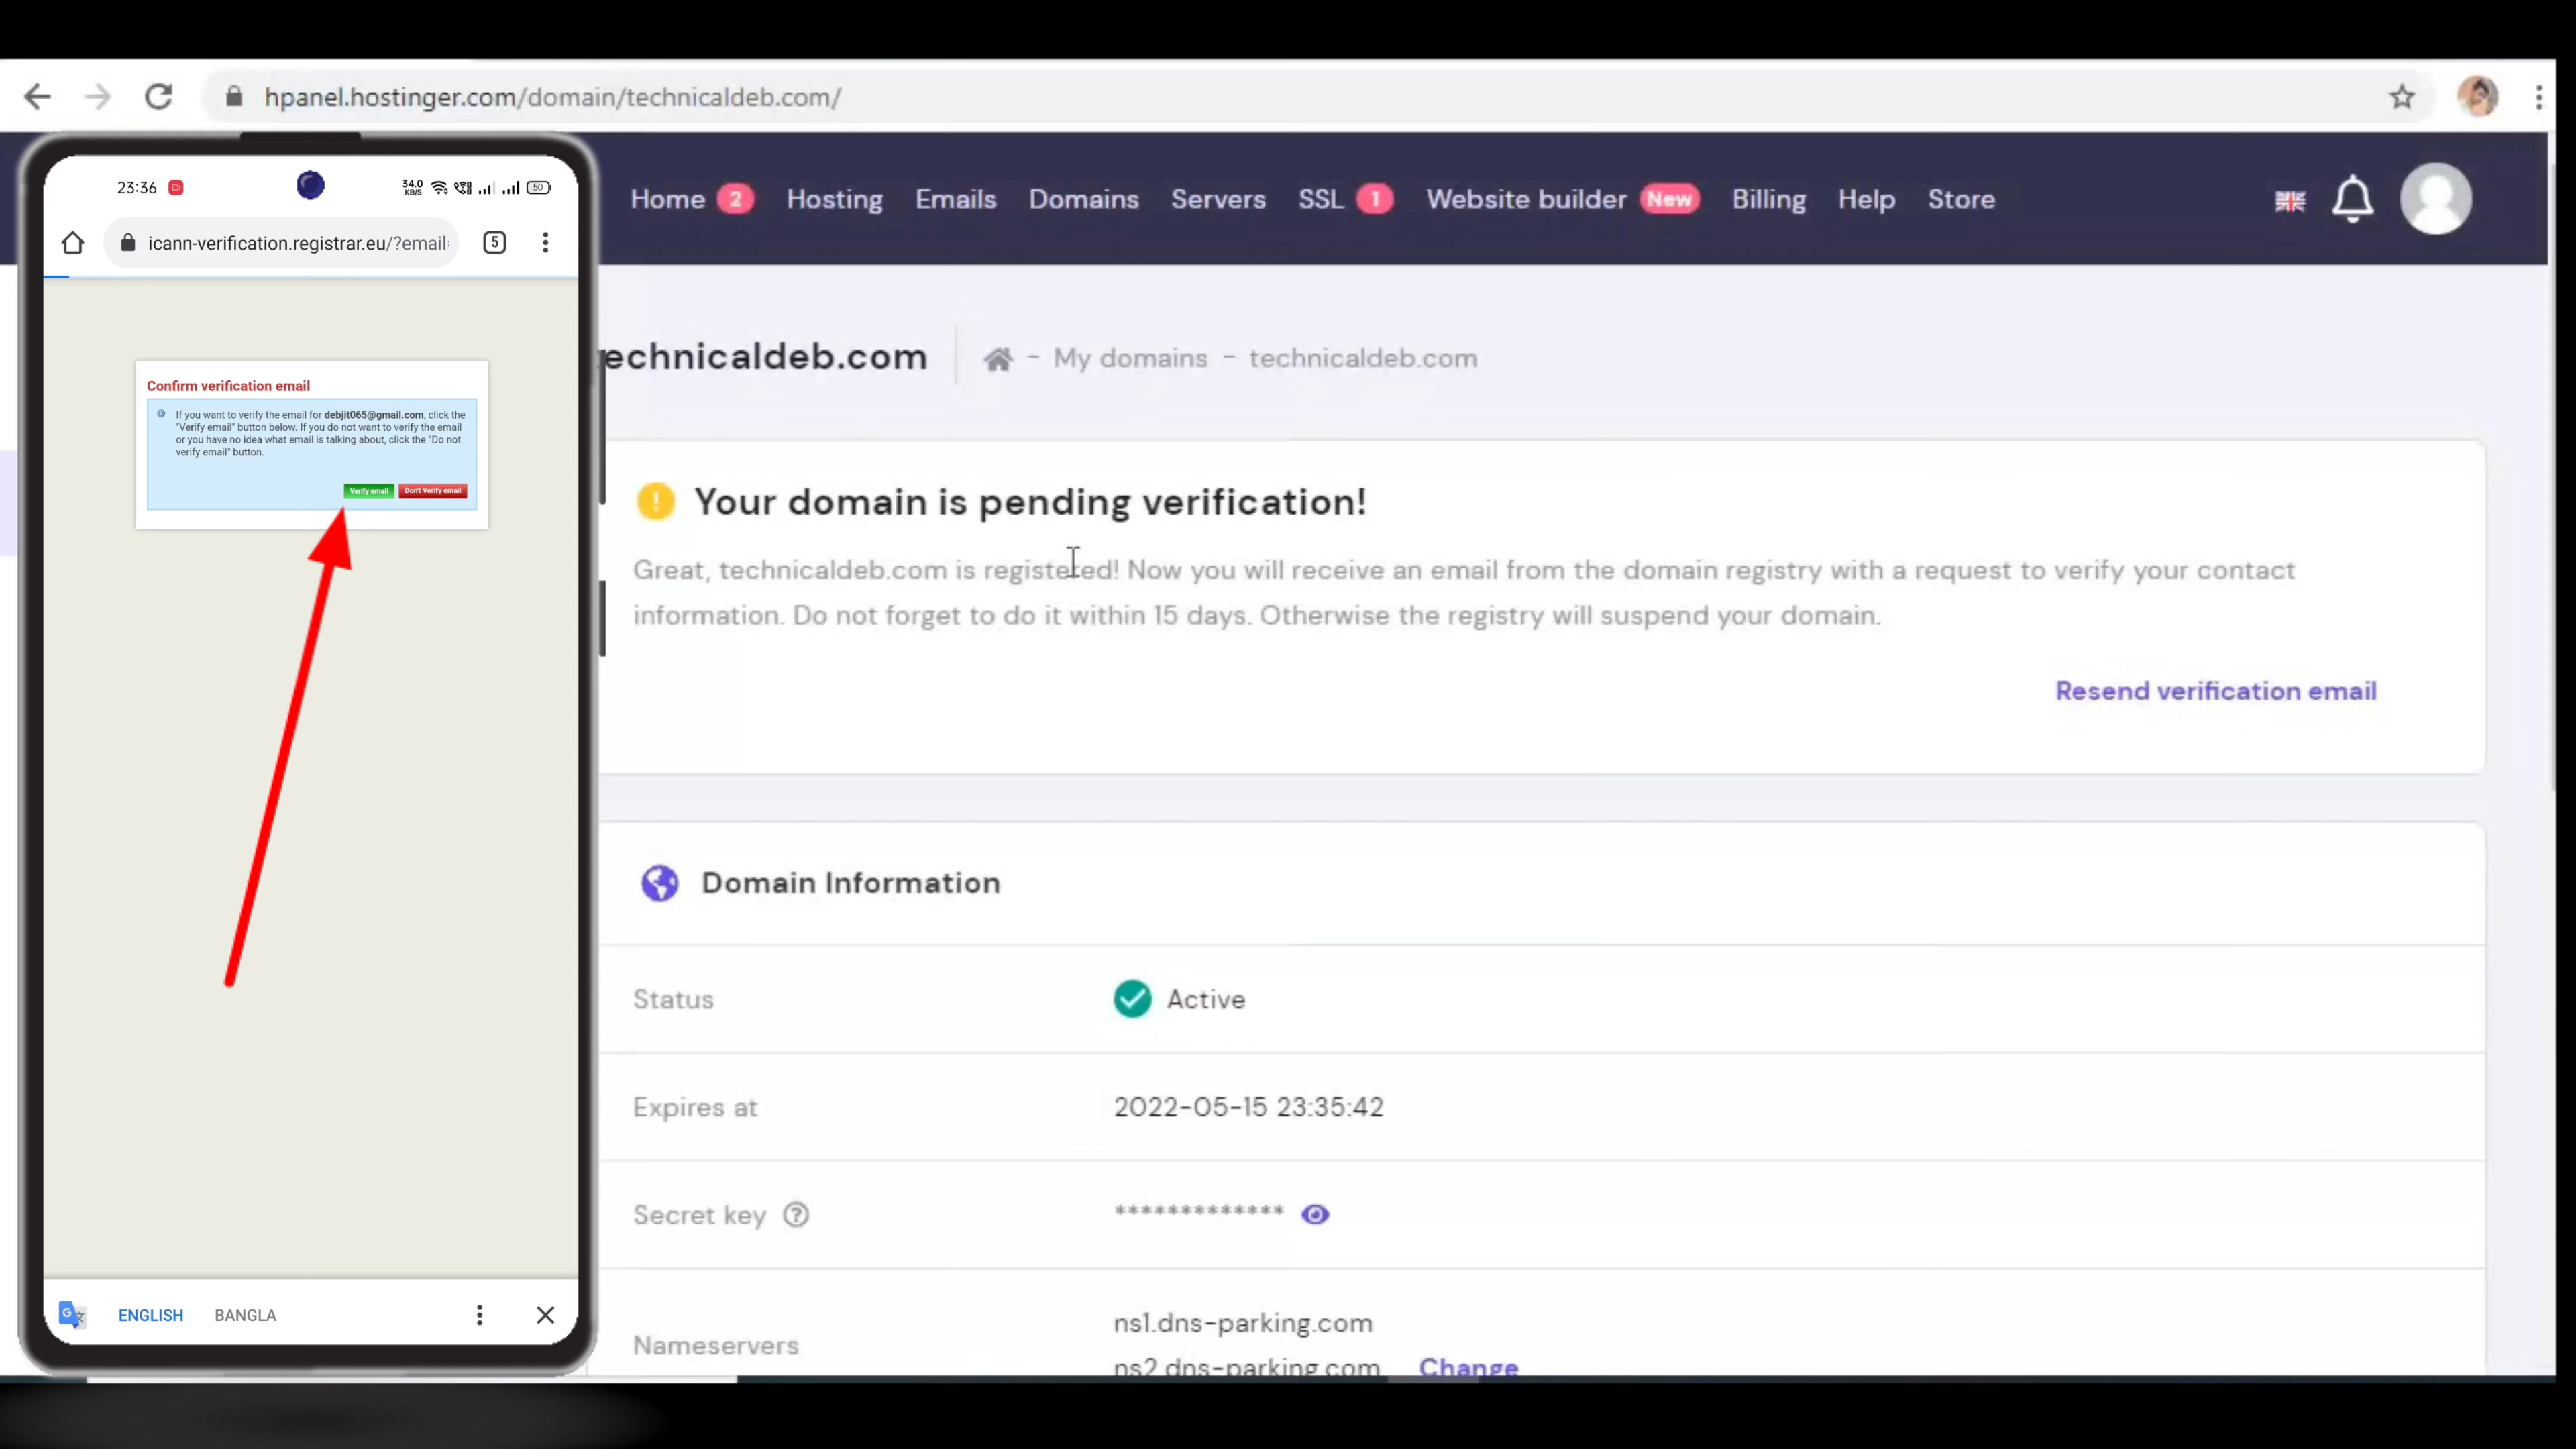 hpanel.hostinger.com/domain/technicaldeb.com/
23:36
34.0
KB/S
50
icann-verification.registrar.eu/?email
5
Confirm verification email
If you want to verify the email for debjit065@gmail.com, click the
"Verify email" button below. If you do not want to verify the email
or you have no idea what email is talking about, click the "Do not
verify email" button.
Verify email
Don't Verify email
ENGLISH
BANGLA
Home 2 Hosting Emails Domains Servers SSL 1 Website builder New Billing Help Store
echnicaldeb.com
- My domains - technicaldeb.com
Your domain is pending verification!
Great, technicaldeb.com is registered! Now you will receive an email from the domain registry with a request to verify your contact
information. Do not forget to do it within 15 days. Otherwise the registry will suspend your domain.
Resend verification email
Domain Information
Status
Active
Expires at
2022-05-15 23:35:42
Secret key ?
*************
Nameservers
ns1.dns-parking.com
ns2.dns-parking.com
Change